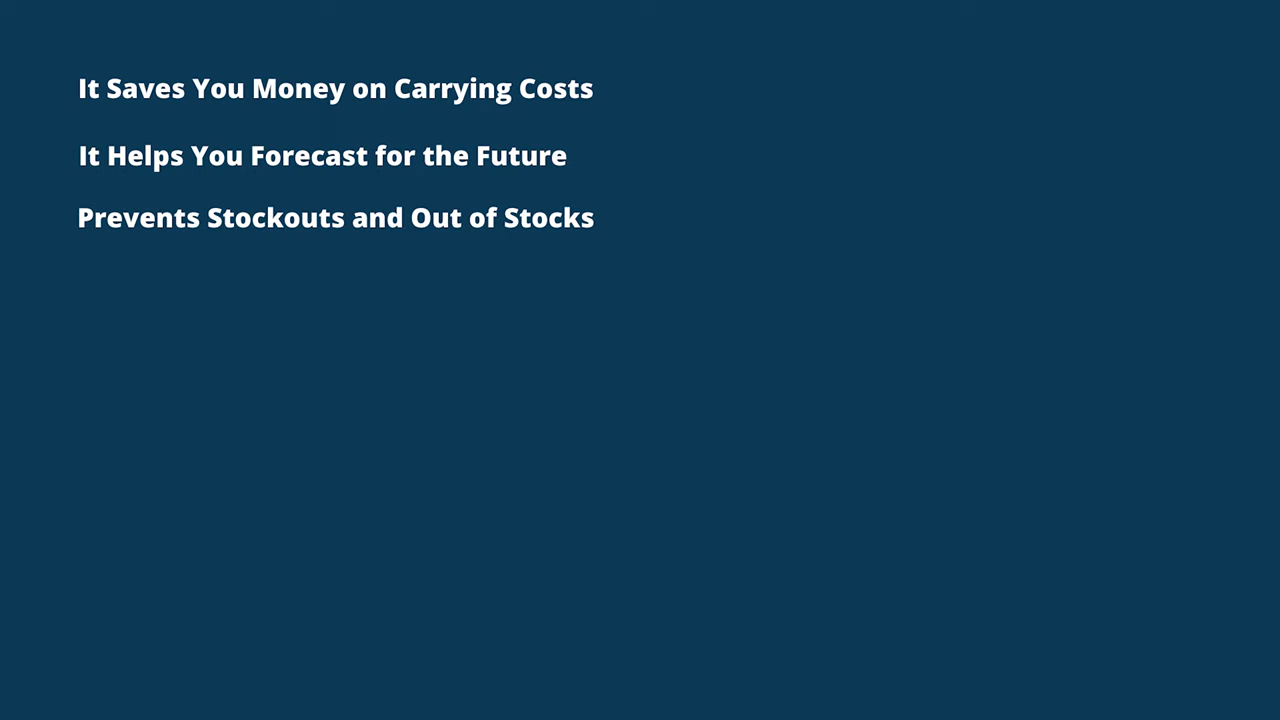 It Saves You Money on Carrying Costs
It Helps You Forecast for the Future
Prevents Stockouts and Out of Stocks